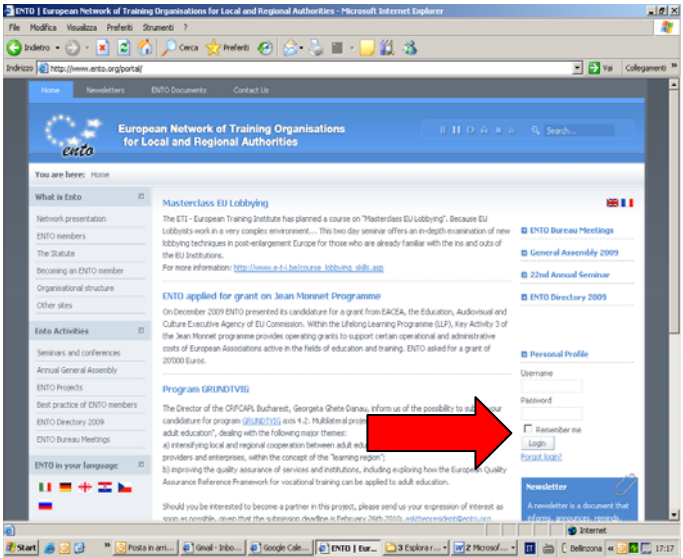 ENTO | European Network of Training Organisations for Local and Regional Authorities - Microsoft Internet Explorer
File Modifica Visualizza Preferiti Strumenti ?
Indietro Cerca Preferiti
Indirizzo http://www.ento.org/portal/ Vai Collegamenti
Home Newsletters ENTO Documents Contact Us
ento
European Network of Training Organisations
for Local and Regional Authorities
Search...
You are here: Home
What is Ento
Network presentation
ENTO members
The Statute
Becoming an ENTO member
Organisational structure
Other sites
Ento Activities
Seminars and conferences
Annual General Assembly
ENTO Projects
Best practice of ENTO members
ENTO Directory 2009
ENTO Bureau Meetings
ENTO in your language
Masterclass EU Lobbying
The ETI - European Training Institute has planned a course on "Masterclass EU Lobbying". Because EU
Lobbyists work in a very complex environment... This two day seminar offers an in-depth examination of new
lobbying techniques in post-enlargement Europe for those who are already familiar with the ins and outs of
the EU Institutions.
For more information: http://www.e-t-i.be/course_lobbying_skills.asp
ENTO applied for grant on Jean Monnet Programme
On December 2009 ENTO presented its candidature for a grant from EACEA, the Education, Audiovisual and
Culture Executive Agency of EU Commission. Within the Lifelong Learning Programme (LLP), Key Activity 3 of
the Jean Monnet programme provides operating grants to support certain operational and administrative
costs of European Associations active in the fields of education and training. ENTO asked for a grant of
20'000 Euros.
Program GRUNDTVIG
The Director of the CRFCAPL Bucharest, Georgeta Ghete Danau, inform us of the possibility to your
candidature for program GRUNDTVIG axis 4.2. Multilateral
adult education", dealing with the following major themes:
a) intensifying local and regional cooperation between adult
providers and enterprises, within the concept of the "learning region";
b) improving the quality assurance of services and institutions, including exploring how the European Quality
Assurance Reference Framework for vocational training can be applied to adult education.
Should you be interested to become a partner in this project, please send us your expression of interest as
soon as possible, given that the submission deadline is February 26th 2010: askthepresident@ento.org
ENTO Bureau Meetings
General Assembly 2009
22nd Annual Seminar
ENTO Directory 2009
Personal Profile
Username
Password
Remember me
Login
Forgot login?
Newsletter
A newsletter is a document that
informs, announces, reminds,
Internet
Start Posta in arri... Gmail - Inbo... Google Cale... ENTO | Eur... 3 Esplora r... 2 Microsof... IT Bellinzona 17:17